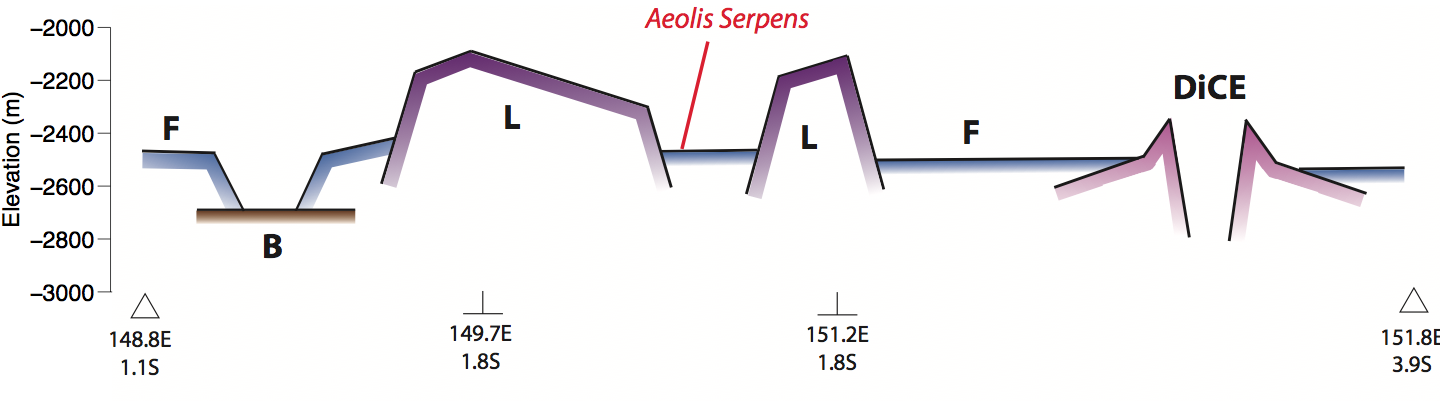 Aeolis Serpens
Elevation (m)
–2000
–2200
–2400
–2600
–2800
–3000
F
B
L
L
F
DiCE
148.8E
1.1S
149.7E
1.8S
151.2E
1.8S
151.8E
3.9S